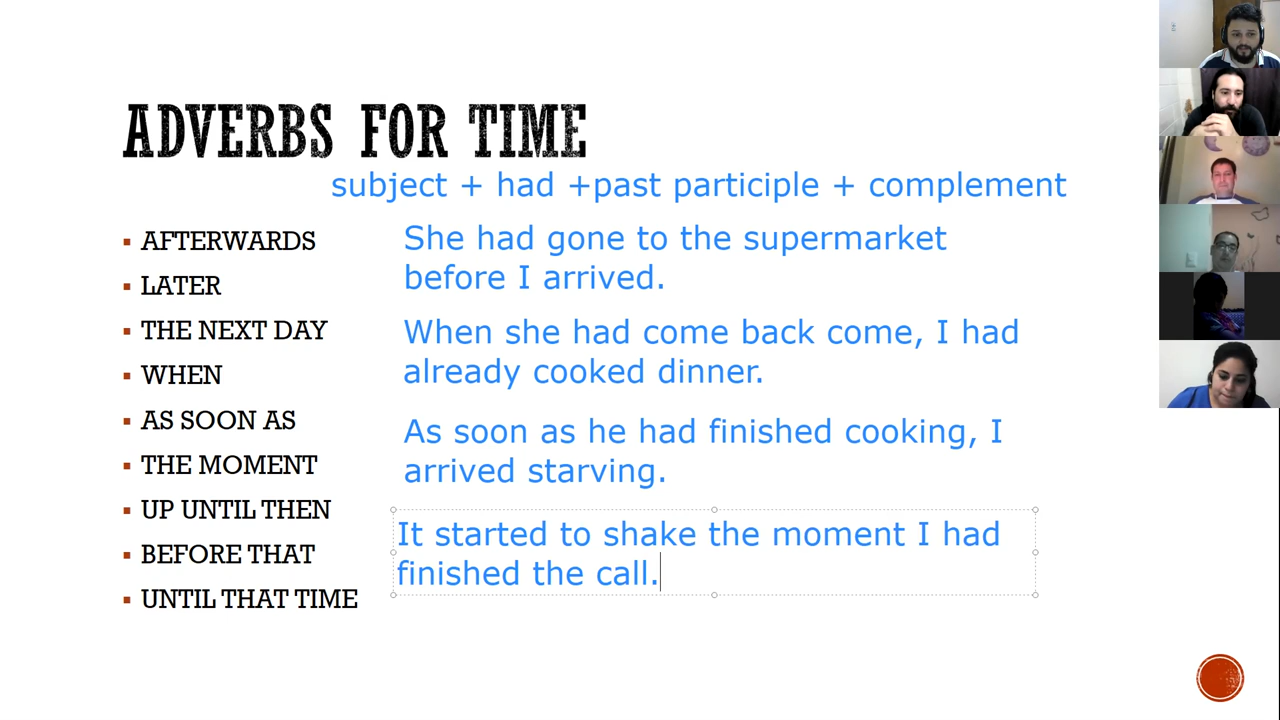 ADVERBS FOR TIME
subject + had +past participle + complement
AFTERWARDS
LATER
THE NEXT DAY
WHEN
AS SOON AS
THE MOMENT
UP UNTIL THEN
BEFORE THAT
UNTIL THAT TIME
She had gone to the supermarket
before I arrived.
When she had come back come, I had
already cooked dinner.
As soon as he had finished cooking, I
arrived starving.
It started to shake the moment I had
finished the call.